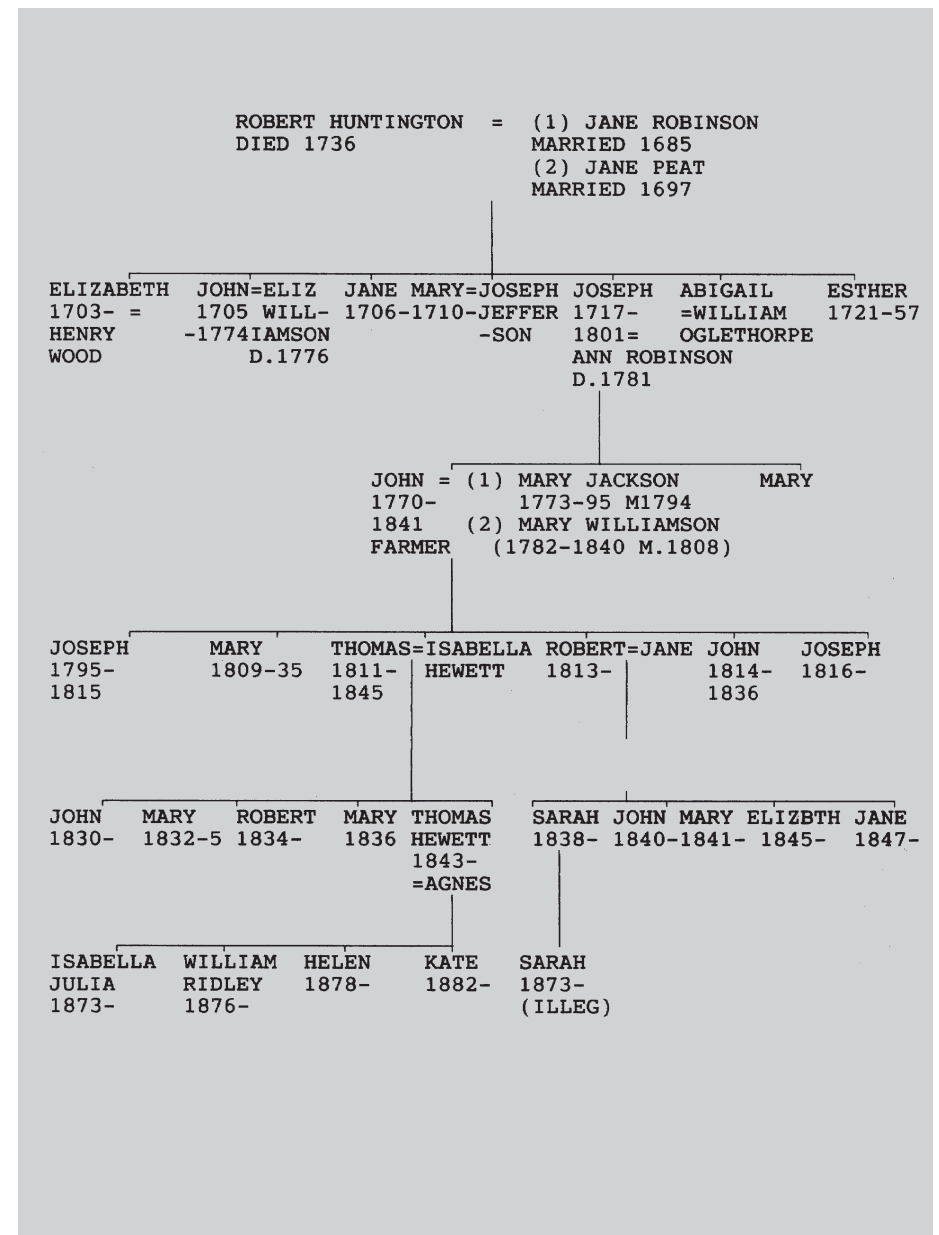 ROBERT HUNTINGTON = (1) JANE ROBINSON
DIED 1736 MARRIED 1685
(2) JANE PEAT
MARRIED 1697
ELIZABETH JOHN=ELIZ JANE MARY=JOSEPH JOSEPH ABIGAIL ESTHER
1703- = 1705 WILL- 1706-1710-JEFFER 1717- =WILLIAM 1721-57
HENRY -1774IAMSON -SON 1801= OGLETHORPE
WOOD D.1776 ANN ROBINSON
D.1781
JOHN = (1) MARY JACKSON MARY
1770- 1773-95 M1794
1841 (2) MARY WILLIAMSON
FARMER (1782-1840 M.1808)
JOSEPH MARY THOMAS=ISABELLA ROBERT=JANE JOHN JOSEPH
1795- 1809-35 1811- HEWETT 1813- 1814- 1816-
1815 1845 1836
JOHN MARY ROBERT MARY THOMAS SARAH JOHN MARY ELIZBTH JANE
1830- 1832-5 1834- 1836 HEWETT 1838- 1840-1841- 1845- 1847-
1843-
=AGNES
ISABELLA WILLIAM HELEN KATE SARAH
JULIA RIDLEY 1878- 1882- 1873-
1873- 1876- (ILLEG)